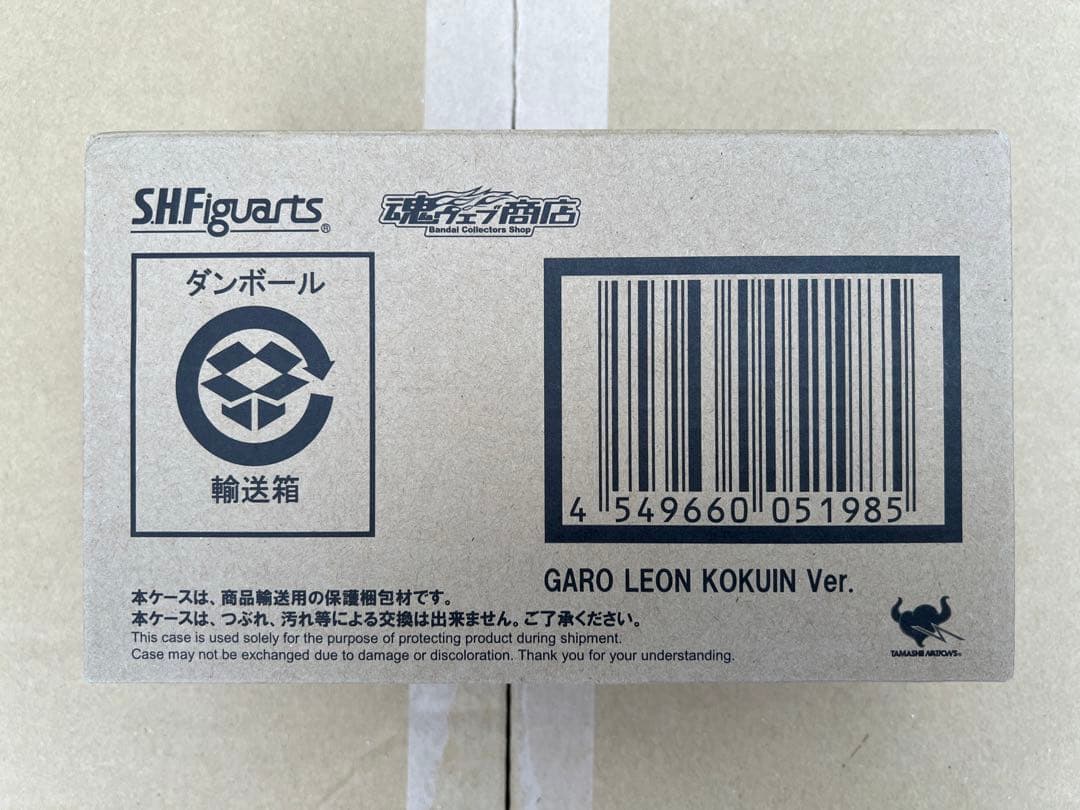 S.H.Figuarts®
魂ウェブ商店
Bandai Collectors Shop
ダンボール
輸送箱
4 549660 051985
GARO LEON KOKUIN Ver.
本ケースは、商品輸送用の保護梱包材です。
本ケースは、つぶれ、汚れ等による交換は出来ません。ご了承ください。
This case is used solely for the purpose of protecting product during shipment.
Case may not be exchanged due to damage or discoloration. Thank you for your understanding.
TAMASHII NATIONS